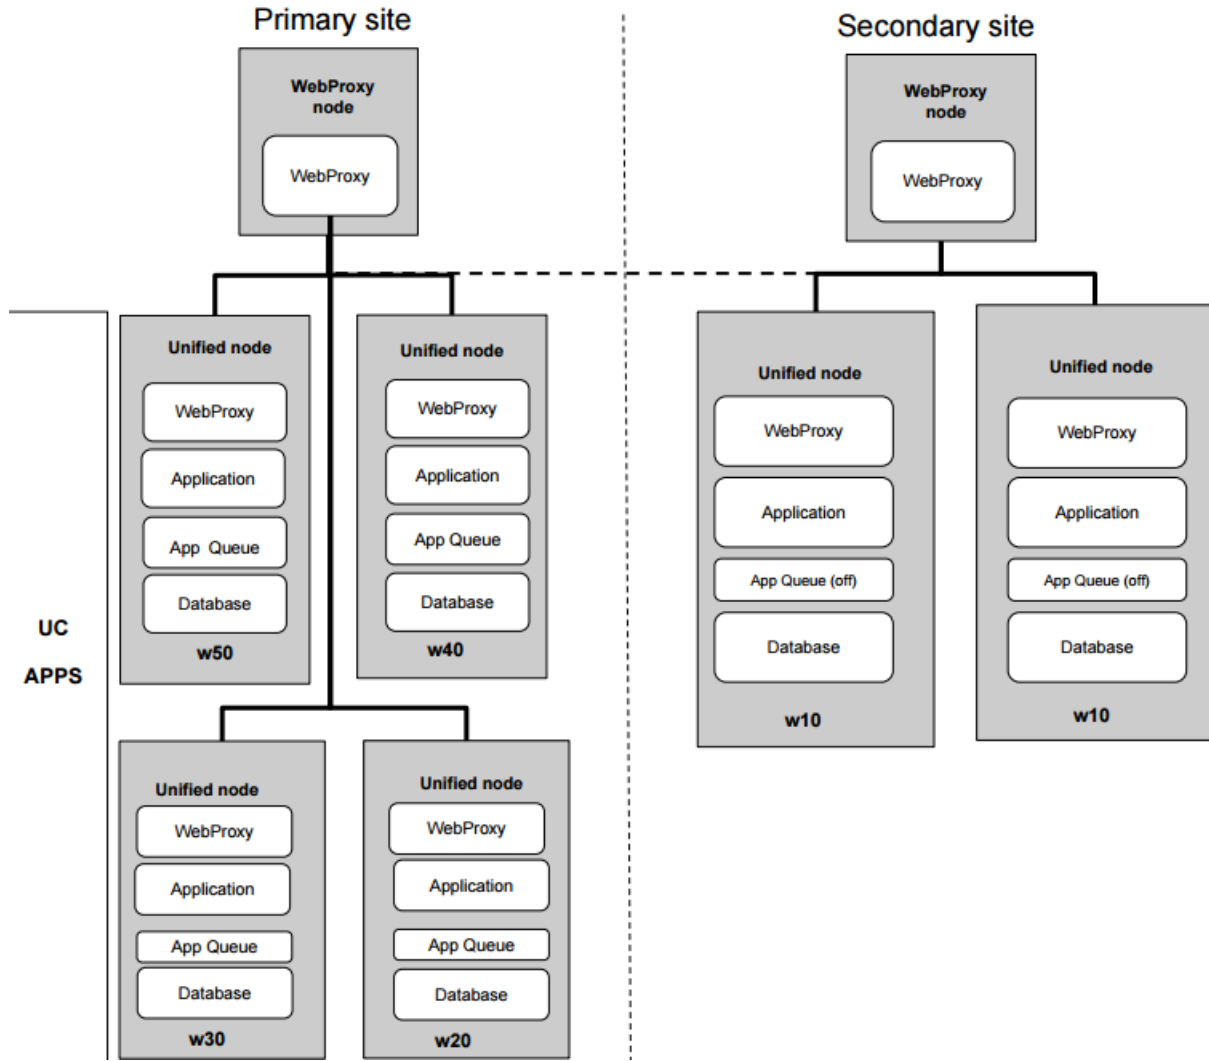 Primary site
Secondary site
WebProxy
node
WebProxy
WebProxy
node
WebProxy
UC
APPS
Unified node
WebProxy
Application
App Queue
Database
w50
Unified node
WebProxy
Application
App Queue
Database
w40
Unified node
WebProxy
Application
App Queue (off)
Database
w10
Unified node
WebProxy
Application
App Queue (off)
Database
w10
Unified node
WebProxy
Application
App Queue
Database
w30
Unified node
WebProxy
Application
App Queue
Database
w20